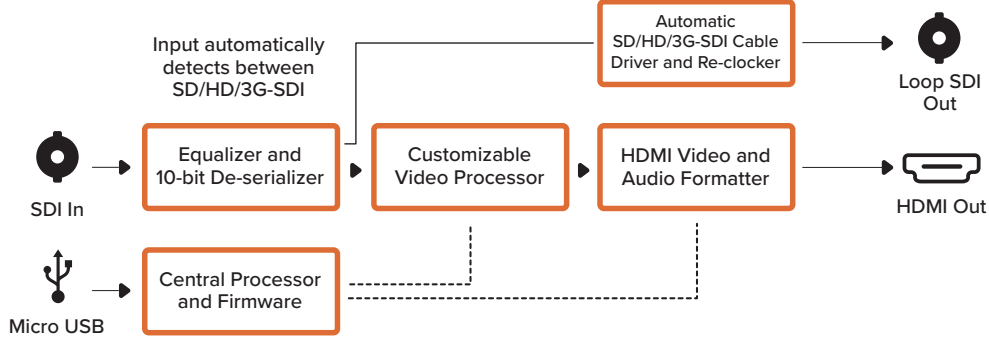 Automatic
SD/HD/3G-SDI Cable
Driver and Re-clocker
Loop SDI
Out
Input automatically
detects between
SD/HD/3G-SDI
SDI In
Equalizer and
10-bit De-serializer
Customizable
Video Processor
HDMI Video and
Audio Formatter
HDMI Out
Micro USB
Central Processor
and Firmware